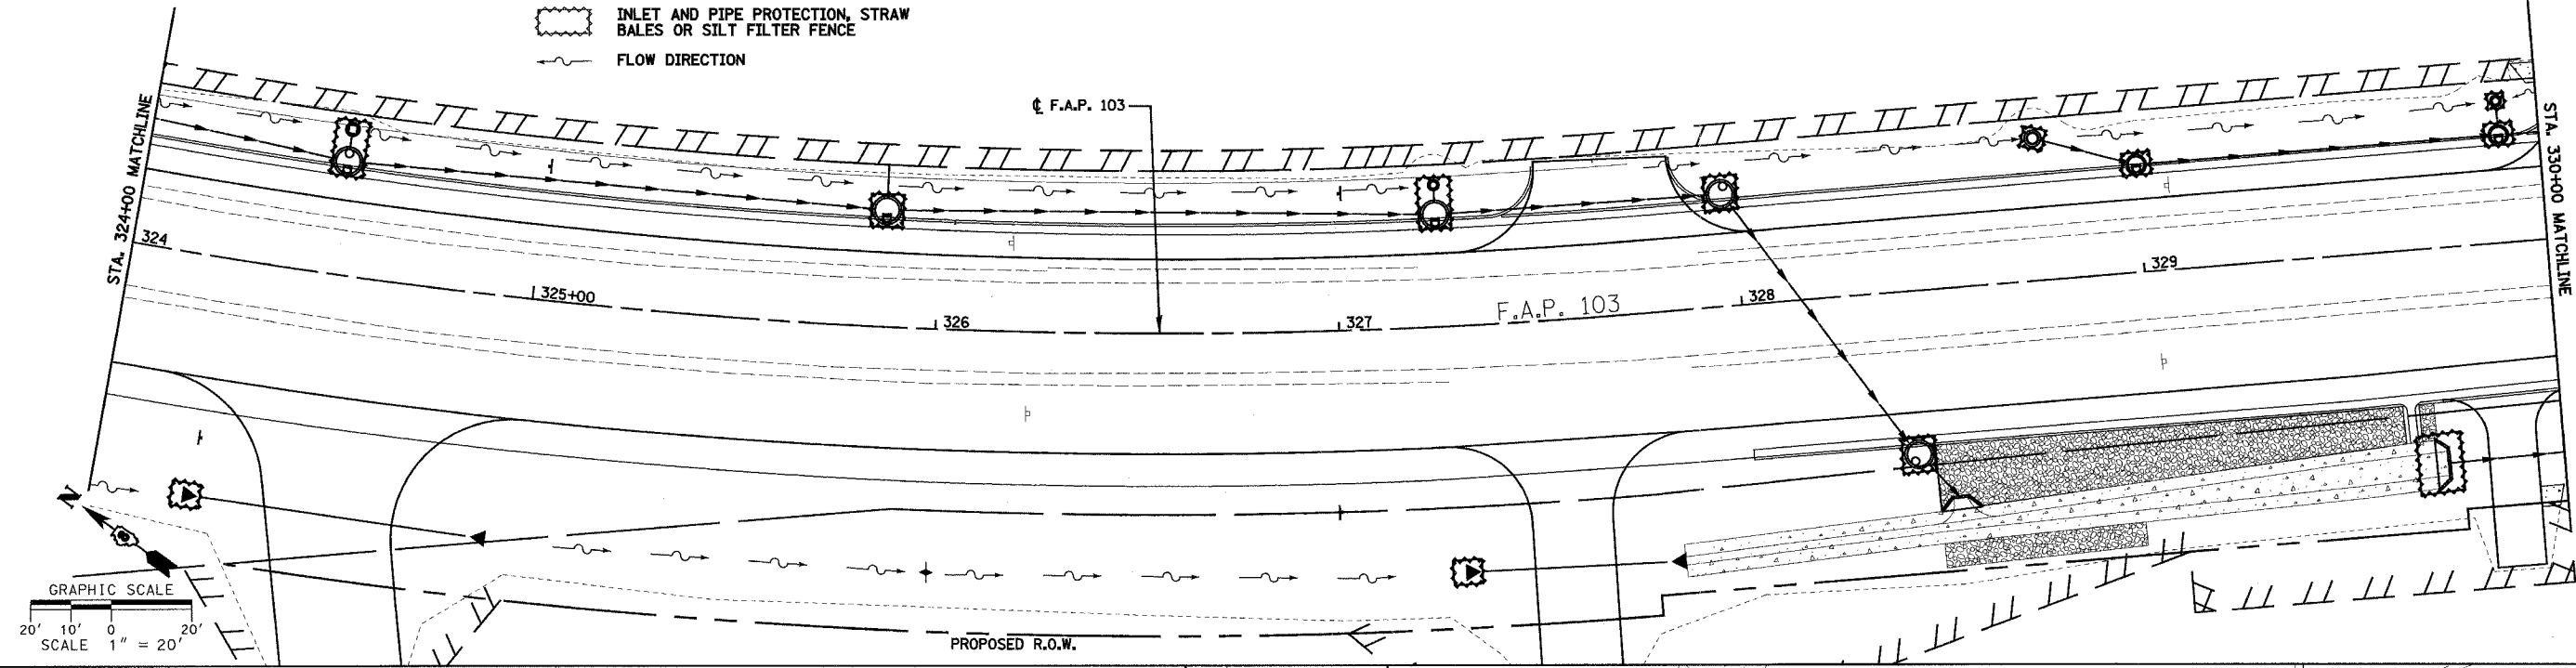 INLET AND PIPE PROTECTION, STRAW
BALES OR SILT FILTER FENCE
FLOW DIRECTION
℄ F.A.P. 103
STA. 324+00 MATCHLINE
STA. 330+00 MATCHLINE
324
325+00
326
327
328
329
F.A.P. 103
N
GRAPHIC SCALE
20' 10' 0 20'
SCALE 1" = 20'
PROPOSED R.O.W.